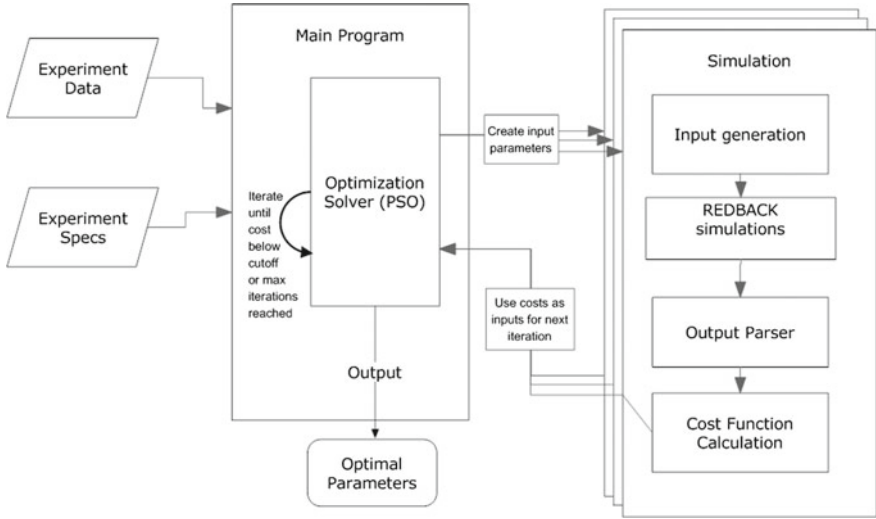 Experiment
Data
Experiment
Specs
Main Program
Iterate
until
cost
below
cutoff
or max
iterations
reached
Optimization
Solver (PSO)
Output
Optimal
Parameters
Create input
parameters
Use costs as
inputs for next
iteration
Simulation
Input generation
REDBACK
simulations
Output Parser
Cost Function
Calculation